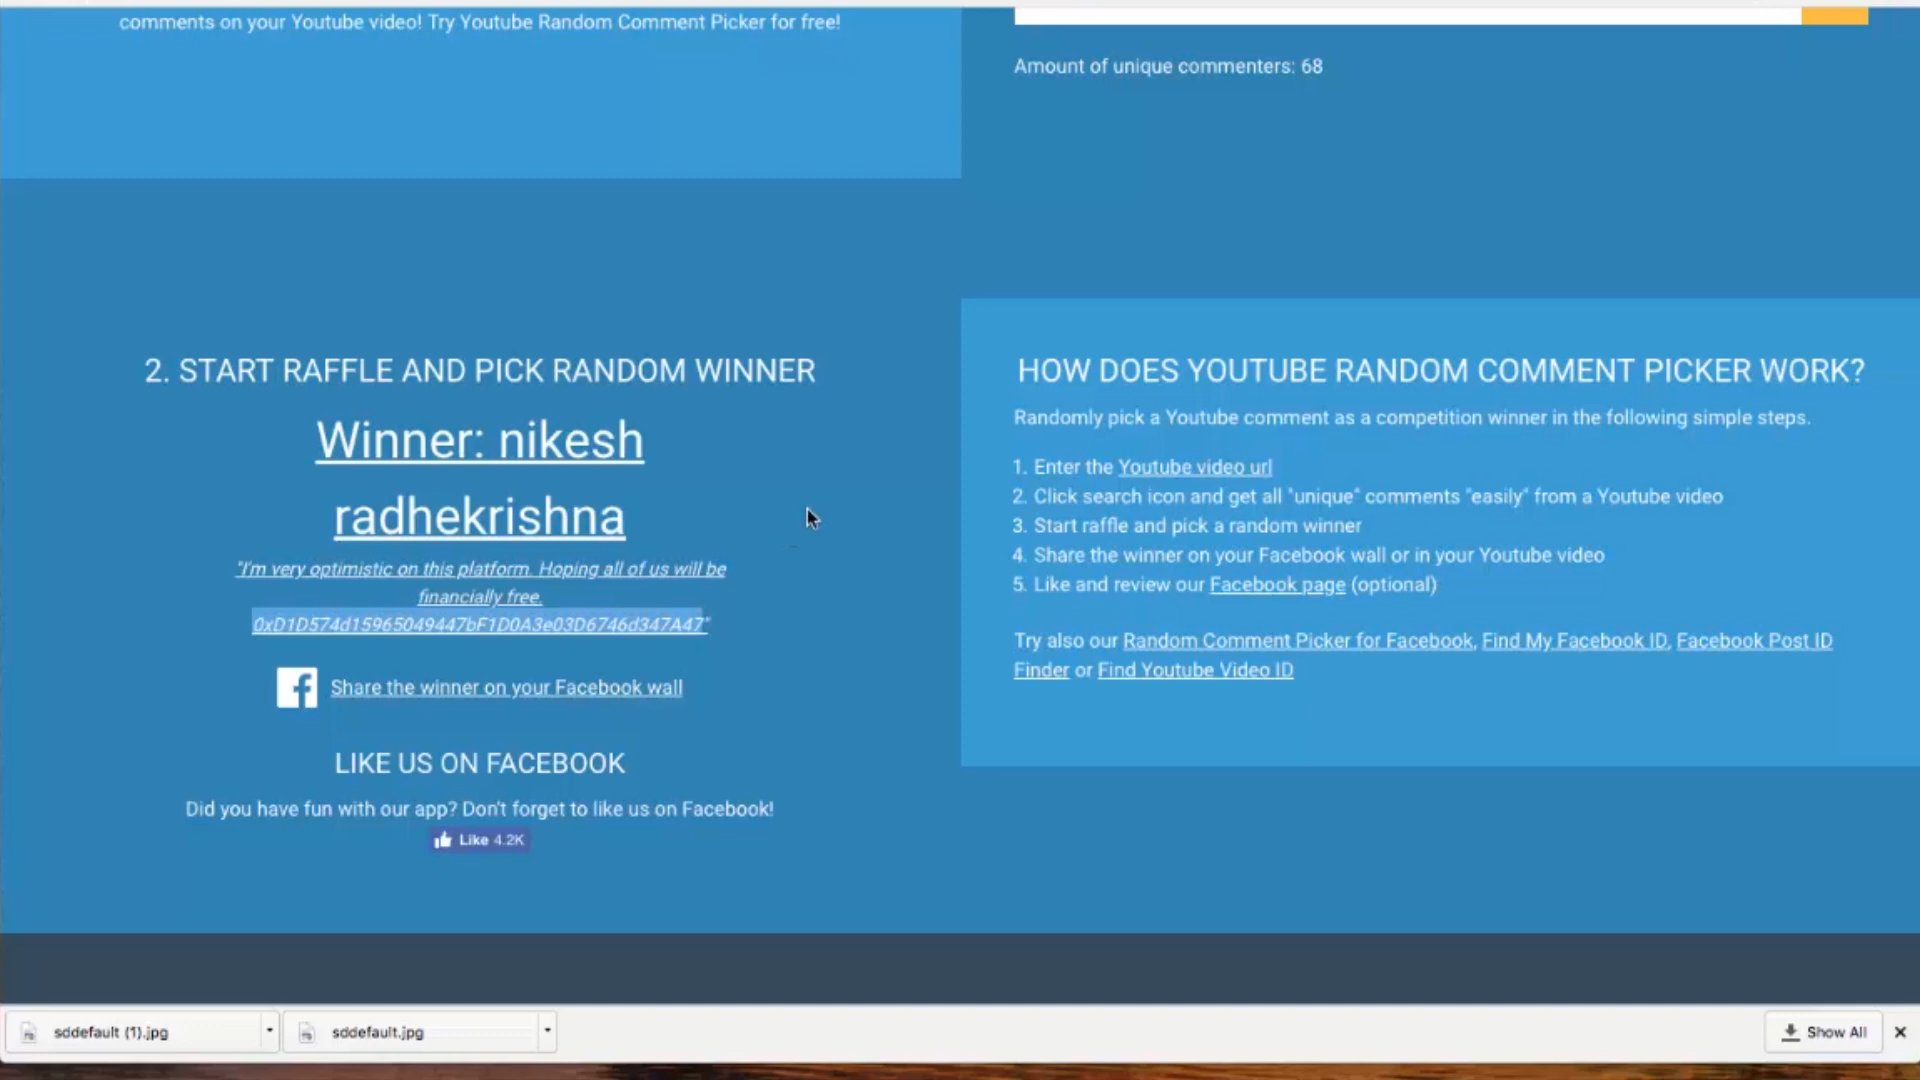 comments on your Youtube video! Try Youtube Random Comment Picker for free!
Amount of unique commenters: 68
2. START RAFFLE AND PICK RANDOM WINNER
Winner: nikesh
radhekrishna
"I'm very optimistic on this platform. Hoping all of us will be
financially free.
0xD1D574d15965049447bF1D0A3e03D6746d347A47"
Share the winner on your Facebook wall
LIKE US ON FACEBOOK
Did you have fun with our app? Don't forget to like us on Facebook!
Like 4.2K
HOW DOES YOUTUBE RANDOM COMMENT PICKER WORK?
Randomly pick a Youtube comment as a competition winner in the following simple steps.
1. Enter the Youtube video url
2. Click search icon and get all "unique" comments "easily" from a Youtube video
3. Start raffle and pick a random winner
4. Share the winner on your Facebook wall or in your Youtube video
5. Like and review our Facebook page (optional)
Try also our Random Comment Picker for Facebook, Find My Facebook ID, Facebook Post ID
Finder or Find Youtube Video ID
sddefault (1).jpg
sddefault.jpg
Show All